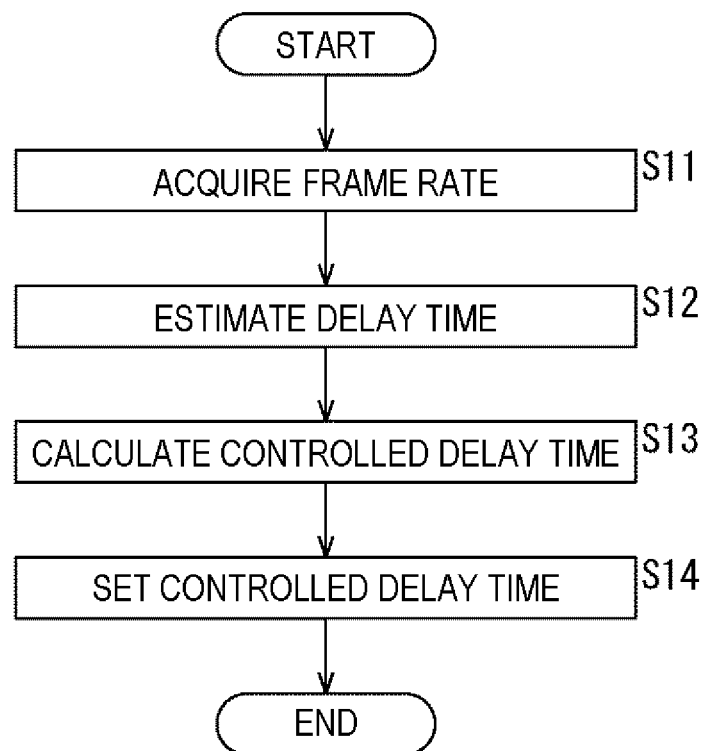 START
ACQUIRE FRAME RATE S11
ESTIMATE DELAY TIME S12
CALCULATE CONTROLLED DELAY TIME S13
SET CONTROLLED DELAY TIME S14
END